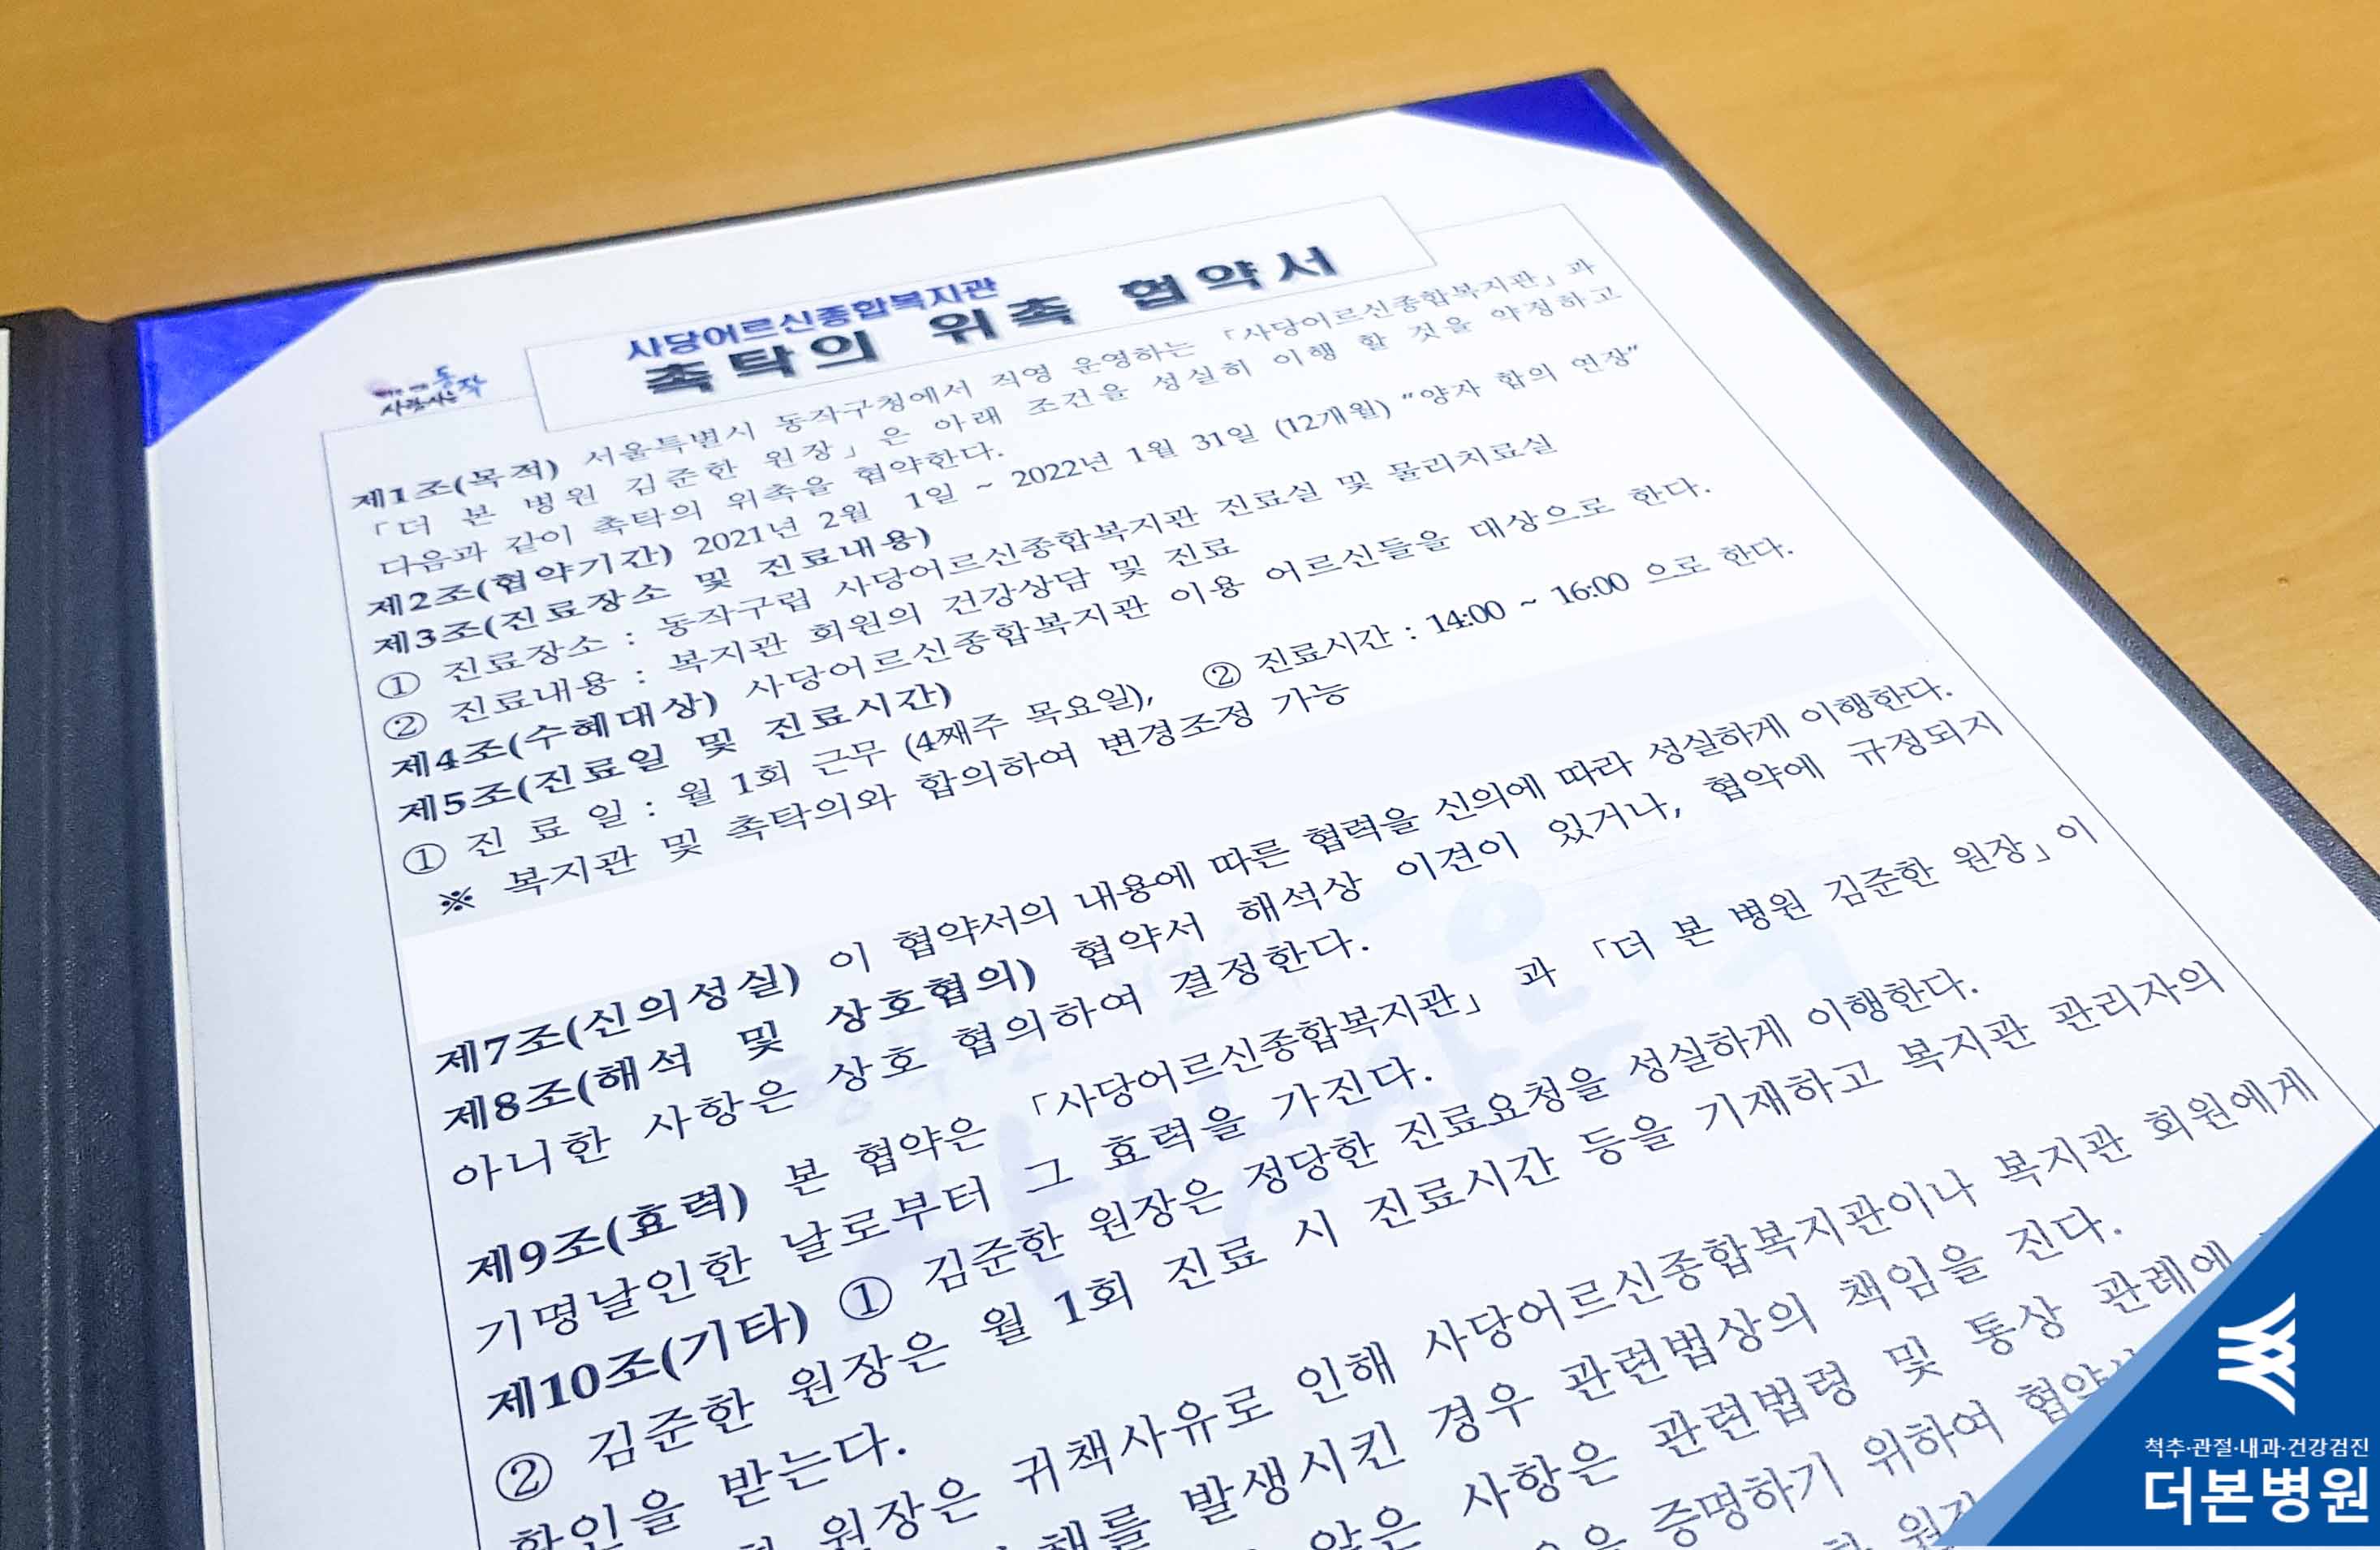 사당어르신종합복지관
촉탁의 위촉 협약서
동작
사람사는
제1조(목적) 서울특별시 동작구청에서 직영 운영하는 「사당어르신종합복지관」과
「더 본 병원 김준한 원장」은 아래 조건을 성실히 이행 할 것을 약정하고
다음과 같이 촉탁의 위촉을 협약한다.
제2조(협약기간) 2021년 2월 1일 ~ 2022년 1월 31일 (12개월) "양자 합의 연장"
제3조(진료장소 및 진료내용)
① 진료장소 : 동작구립 사당어르신종합복지관 진료실 및 물리치료실
② 진료내용 : 복지관 회원의 건강상담 및 진료
제4조(수혜대상) 사당어르신종합복지관 이용 어르신들을 대상으로 한다.
제5조(진료일 및 진료시간)
① 진 료 일 : 월 1회 근무 (4째주 목요일), ② 진료시간 : 14:00 ~ 16:00 으로 한다.
※ 복지관 및 촉탁의와 합의하여 변경조정 가능
제7조(신의성실) 이 협약서의 내용에 따른 협력을 신의에 따라 성실하게 이행한다.
제8조(해석 및 상호협의) 협약서 해석상 이견이 있거나, 협약에 규정되지
아니한 사항은 상호 협의하여 결정한다.
제9조(효력) 본 협약은 「사당어르신종합복지관」과 「더 본 병원 김준한 원장」이
기명날인한 날로부터 그 효력을 가진다.
제10조(기타) ① 김준한 원장은 정당한 진료요청을 성실하게 이행한다.
② 김준한 원장은 월 1회 진료 시 진료시간 등을 기재하고 복지관 관리자의
확인을 받는다.
원장은 귀책사유로 인해 사당어르신종합복지관이나 복지관 회원에게
발생시킨 경우 관련법상의 책임을 진다.
않은 사항은 관련법령 및 통상 관례에
증명하기 위하여
척추·관절·내과·건강검진
더본병원